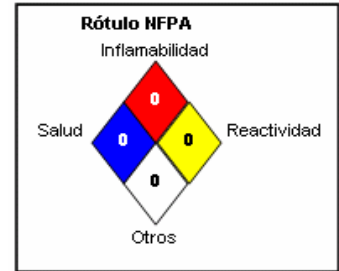 Rótulo NFPA
Inflamabilidad
0
Salud 0 0 Reactividad
0
Otros